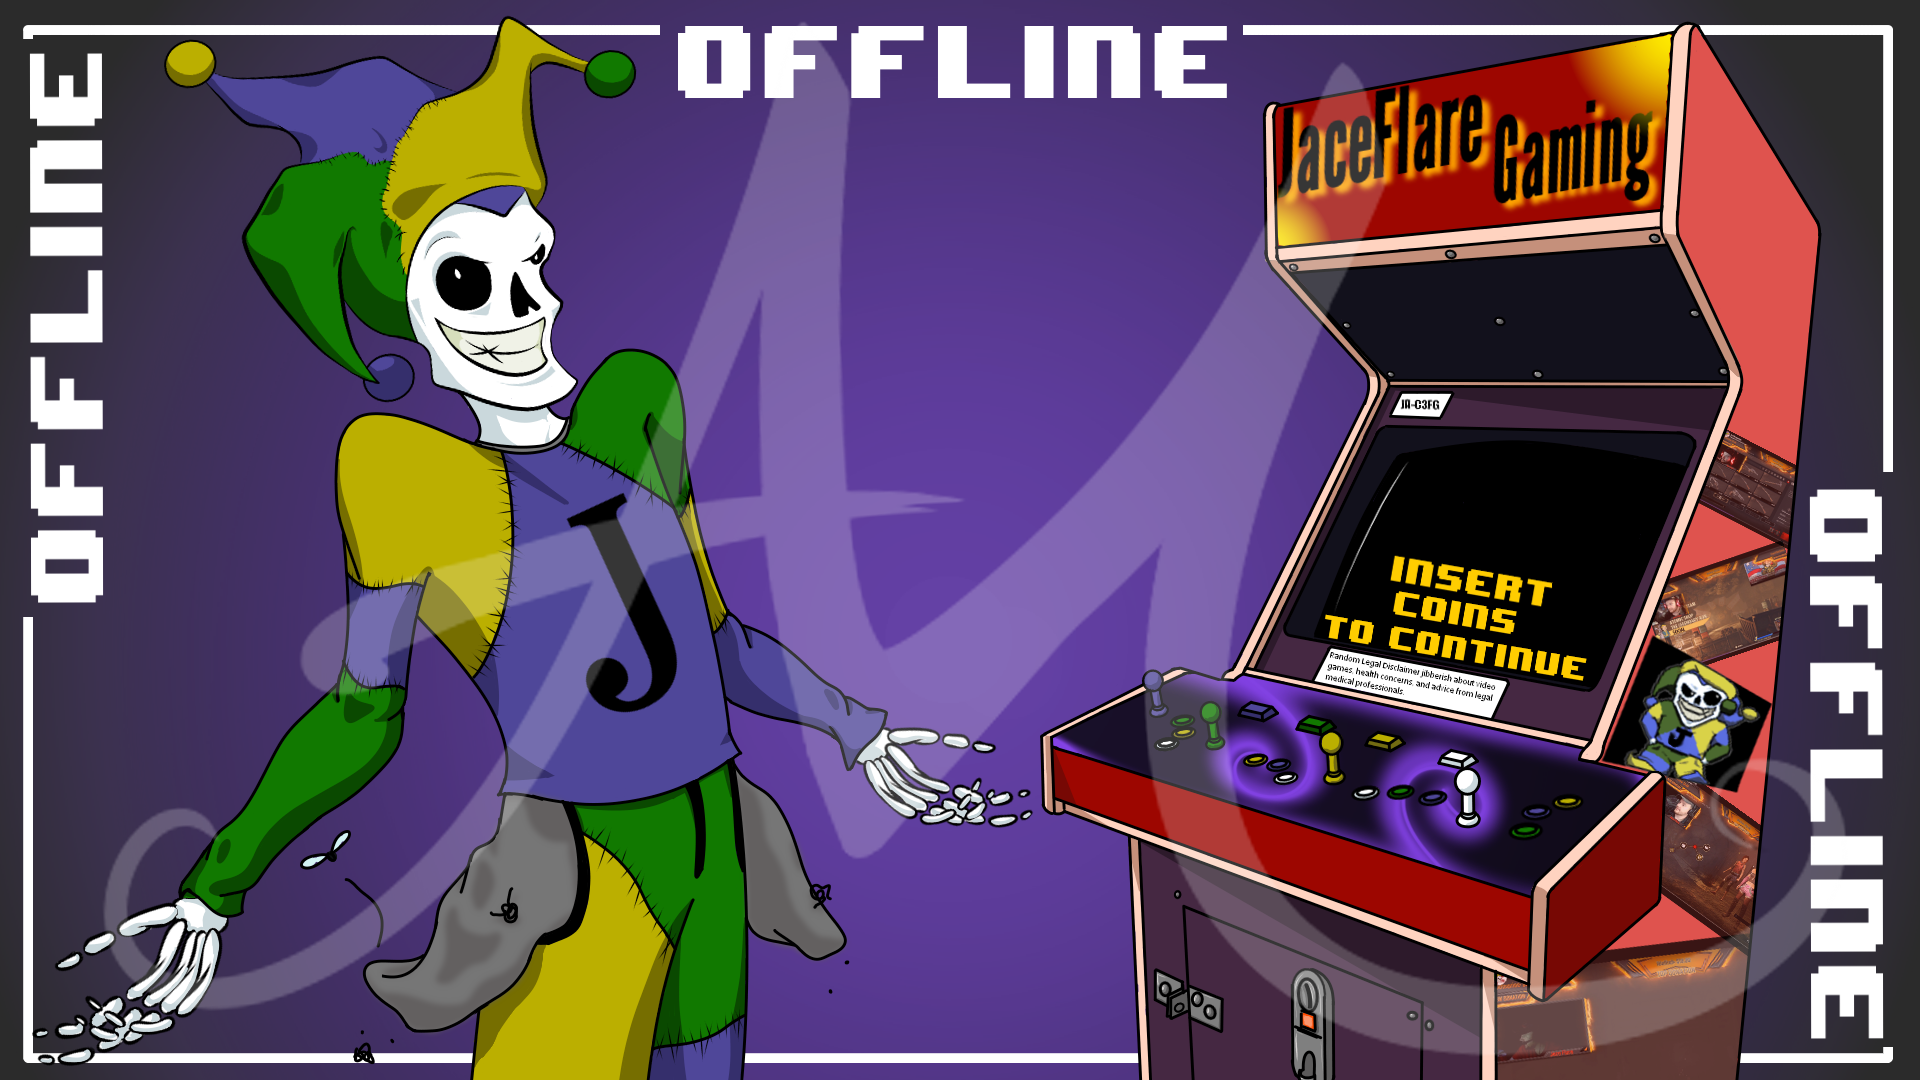 OFFLINE
OFFLINE
OFFLINE
JaceFlare Gaming
JA-C3FG
INSERT
COINS
TO CONTINUE
Random Legal Disclaimer jibberish about video
games, health concerns, and advice from legal
medical professionals.
J
J